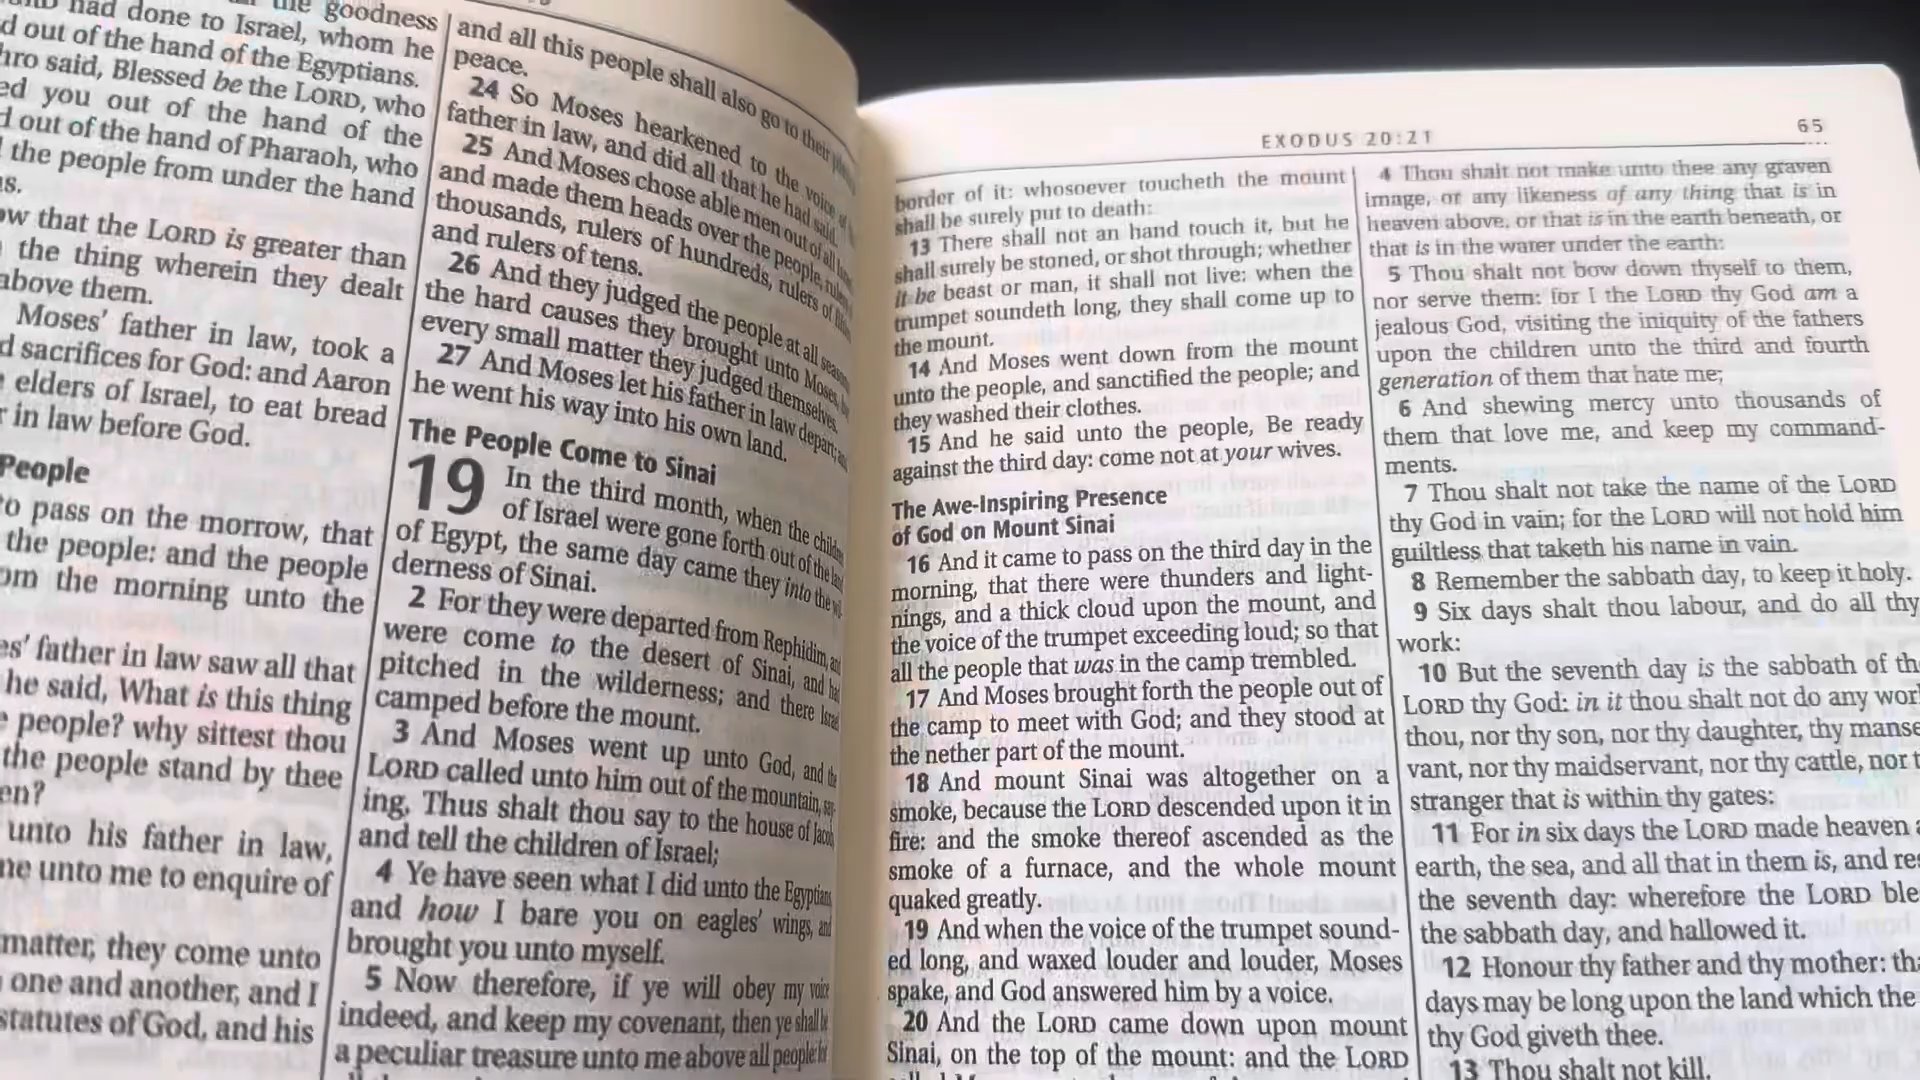 the goodness
had done to Israel, whom he
out of the hand of the Egyptians.
said, Blessed be the LORD, who
you out of the hand of the
out of the hand of Pharaoh, who
the people from under the hand
that the LORD is greater than
the thing wherein they dealt
above them.
Moses' father in law, took a
sacrifices for God: and Aaron
elders of Israel, to eat bread
in law before God.
People
to pass on the morrow, that
the people: and the people
the morning unto the
father in law saw all that
he said, What is this thing
people? why sittest thou
the people stand by thee
unto his father in law,
unto me to enquire of
matter, they come unto
one and another, and I
statutes of God, and his
and all this people shall also go to their
peace.
24 So Moses hearkened to the voice of
father in law, and did all that he had said.
25 And Moses chose able men out of all
and made them heads over the people, rulers
thousands, rulers of hundreds, rulers of
and rulers of tens.
26 And they judged the people at all
the hard causes they brought unto Moses,
every small matter they judged themselves.
27 And Moses let his father in law depart;
he went his way into his own land.
The People Come to Sinai
19 In the third month, when the
of Israel were gone forth out of the
of Egypt, the same day came they into the
derness of Sinai.
2 For they were departed from Rephidim,
were come to the desert of Sinai, and
pitched in the wilderness; and there
camped before the mount.
3 And Moses went up unto God, and the
LORD called unto him out of the mountain, say-
ing, Thus shalt thou say to the house of Jacob,
and tell the children of Israel;
4 Ye have seen what I did unto the Egyptians,
and how I bare you on eagles' wings, and
brought you unto myself.
5 Now therefore, if ye will obey my voice
indeed, and keep my covenant, then ye shall be
a peculiar treasure unto me above all people:
EXODUS 20:21
65
border of it: whosoever toucheth the mount
shall be surely put to death:
13 There shall not an hand touch it, but he
shall surely be stoned, or shot through; whether
it be beast or man, it shall not live: when the
trumpet soundeth long, they shall come up to
the mount.
14 And Moses went down from the mount
unto the people, and sanctified the people; and
they washed their clothes.
15 And he said unto the people, Be ready
against the third day: come not at your wives.
The Awe-Inspiring Presence
of God on Mount Sinai
16 And it came to pass on the third day in the
morning, that there were thunders and light-
nings, and a thick cloud upon the mount, and
the voice of the trumpet exceeding loud; so that
all the people that was in the camp trembled.
17 And Moses brought forth the people out of
the camp to meet with God; and they stood at
the nether part of the mount.
18 And mount Sinai was altogether on a
smoke, because the LORD descended upon it in
fire: and the smoke thereof ascended as the
smoke of a furnace, and the whole mount
quaked greatly.
19 And when the voice of the trumpet sound-
ed long, and waxed louder and louder, Moses
spake, and God answered him by a voice.
20 And the LORD came down upon mount
Sinai, on the top of the mount: and the LORD
4 Thou shalt not make unto thee any graven
image, or any likeness of any thing that is in
heaven above, or that is in the earth beneath, or
that is in the water under the earth:
5 Thou shalt not bow down thyself to them,
nor serve them: for I the LORD thy God am a
jealous God, visiting the iniquity of the fathers
upon the children unto the third and fourth
generation of them that hate me;
6 And shewing mercy unto thousands of
them that love me, and keep my command-
ments.
7 Thou shalt not take the name of the LORD
thy God in vain; for the LORD will not hold him
guiltless that taketh his name in vain.
8 Remember the sabbath day, to keep it holy.
9 Six days shalt thou labour, and do all thy
work:
10 But the seventh day is the sabbath of the
LORD thy God: in it thou shalt not do any work,
thou, nor thy son, nor thy daughter, thy manser-
vant, nor thy maidservant, nor thy cattle, nor
stranger that is within thy gates:
11 For in six days the LORD made heaven
earth, the sea, and all that in them is, and
the seventh day: wherefore the LORD
the sabbath day, and hallowed it.
12 Honour thy father and thy mother:
days may be long upon the land which the
thy God giveth thee.
13 Thou shalt not kill.